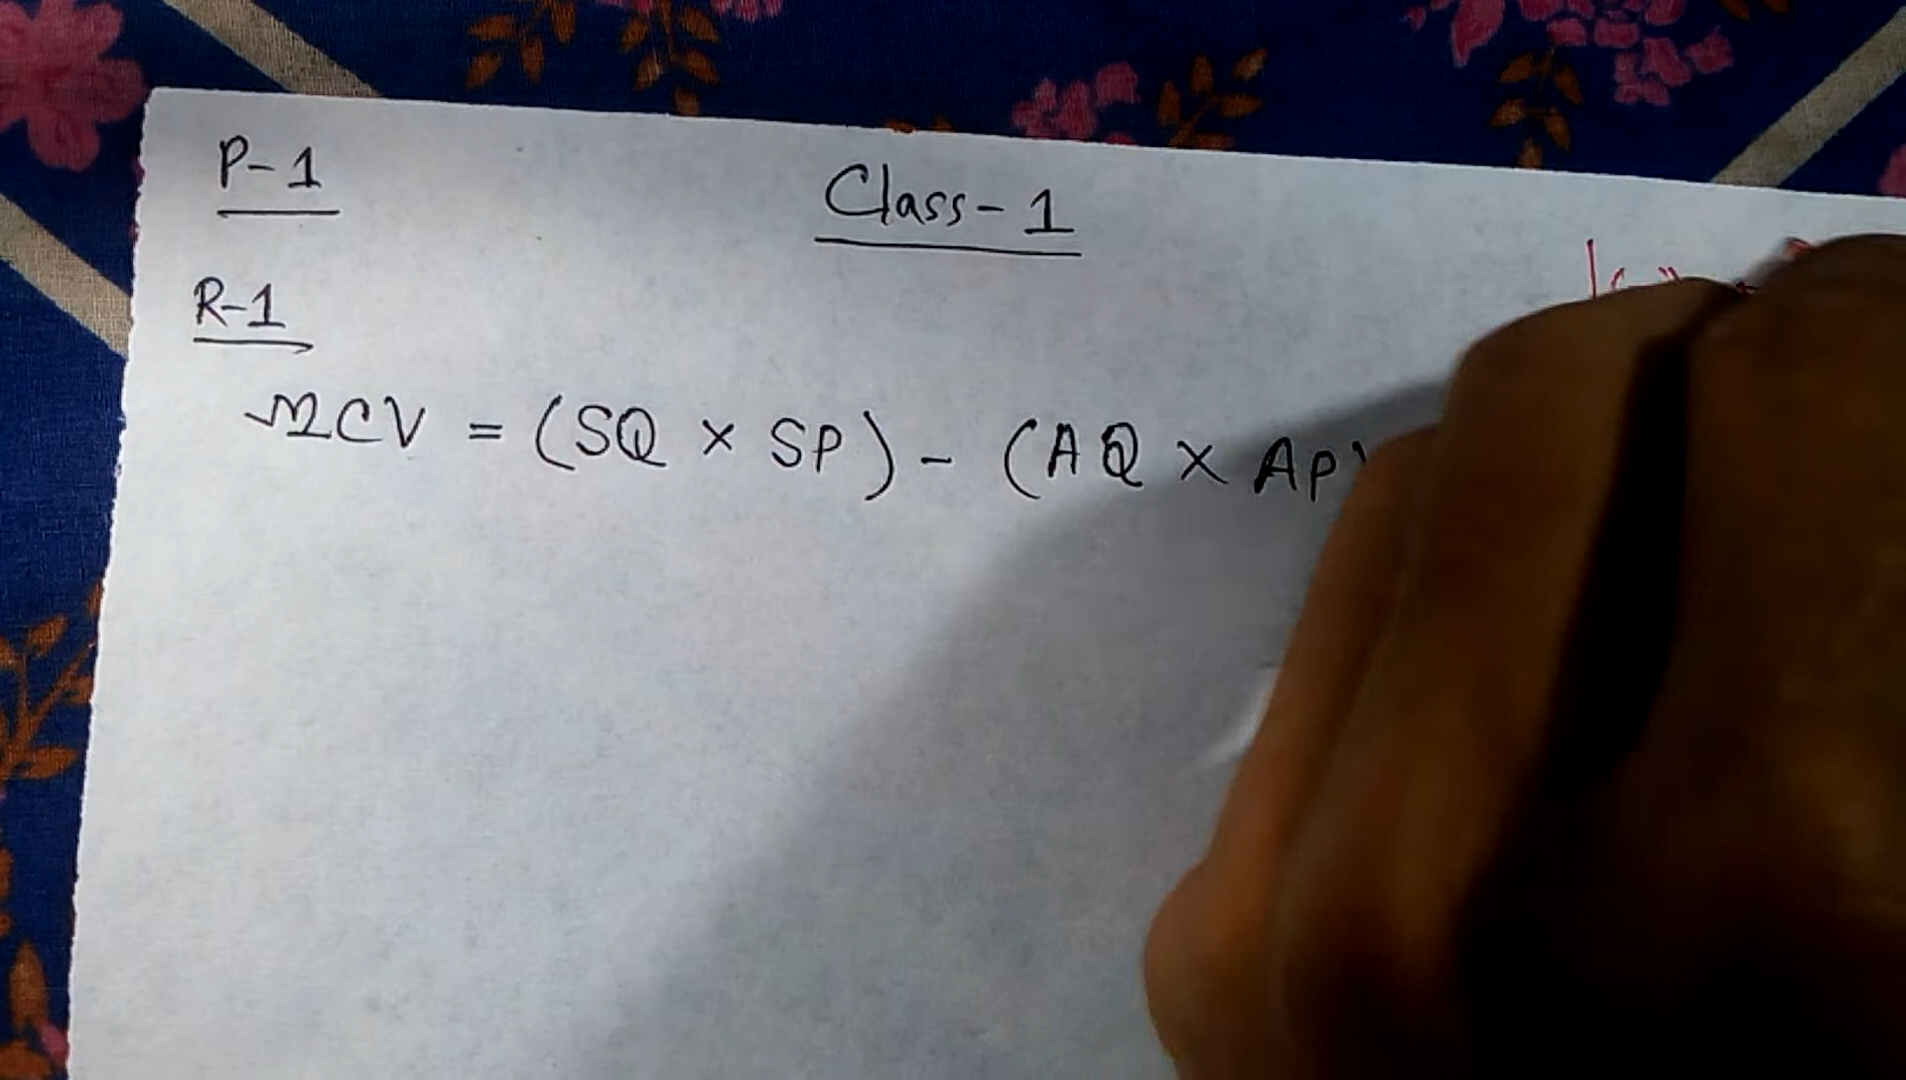 P-1
Class-1
R-1
MCV = (SQ × SP) - (AQ × AP)